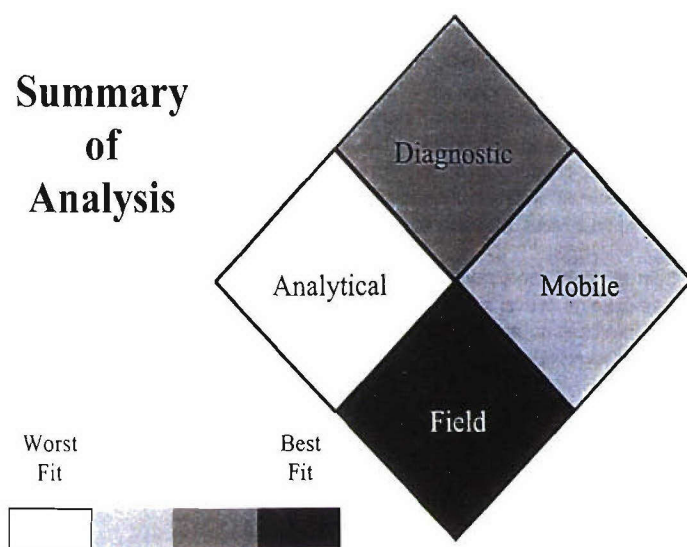 Summary
of
Analysis
Diagnostic
Analytical
Mobile
Field
Worst
Fit
Best
Fit